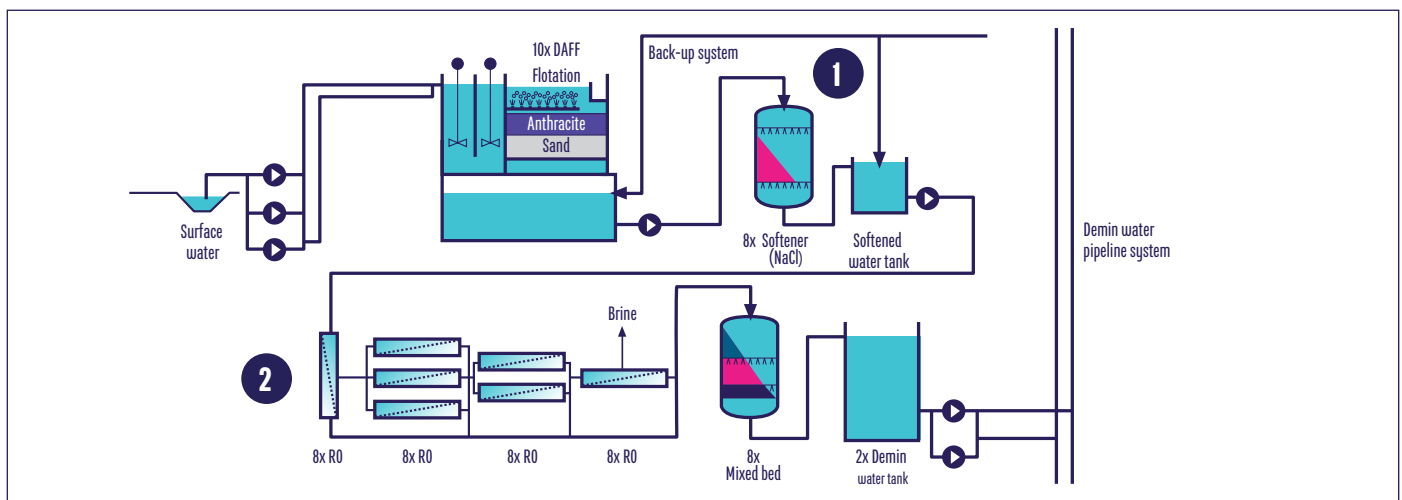 10x DAFF
Flotation
Anthracite
Sand
Back-up system
1
Surface
water
8x Softener
(NaCl)
Softened
water tank
Demin water
pipeline system
2
Brine
8x RO
8x RO
8x RO
8x RO
8x
Mixed bed
2x Demin
water tank